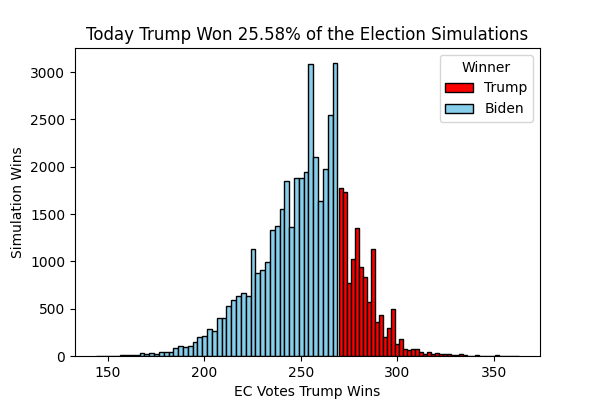 Today Trump Won 25.58% of the Election Simulations
Winner
Trump
Biden
Simulation Wins
3000
2500
2000
1500
1000
500
0
150
200
250
300
350
EC Votes Trump Wins